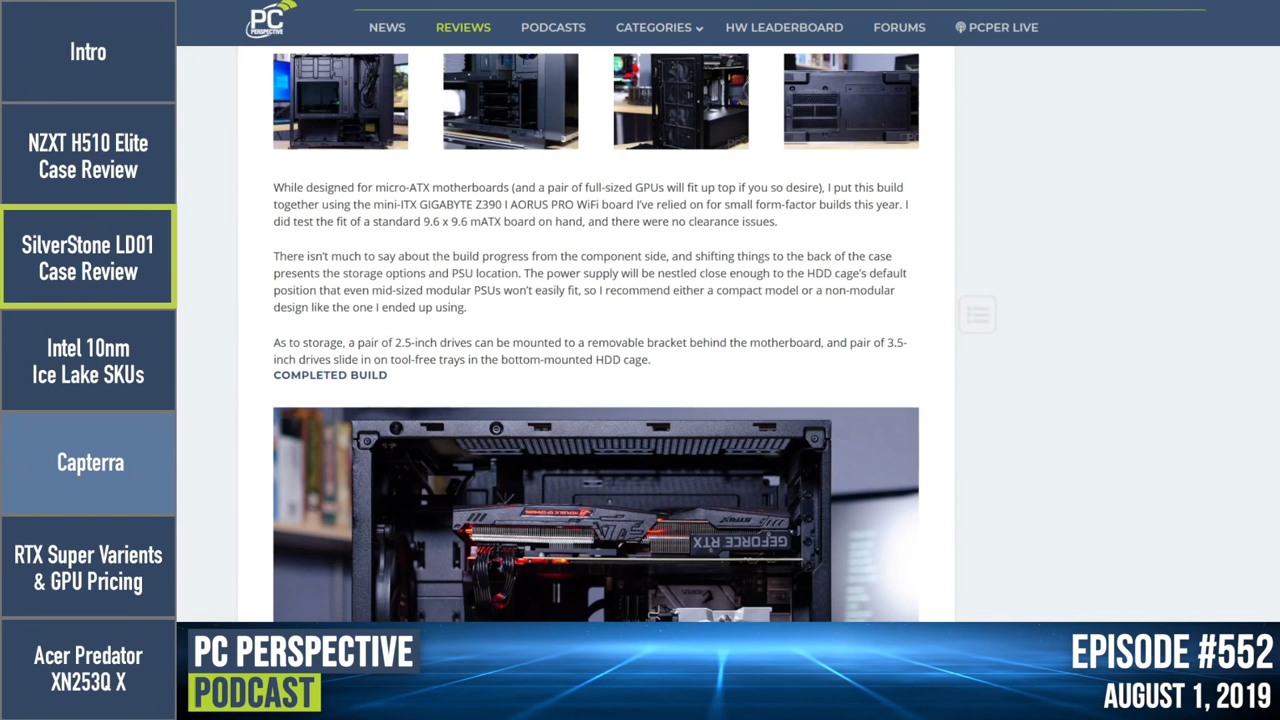 Intro
NZXT H510 Elite
Case Review
SilverStone LD01
Case Review
Intel 10nm
Ice Lake SKUs
Capterra
RTX Super Varients
& GPU Pricing
Acer Predator
XN253Q X
PC
PERSPECTIVE
NEWS
REVIEWS
PODCASTS
CATEGORIES
HW LEADERBOARD
FORUMS
PCPER LIVE
While designed for micro-ATX motherboards (and a pair of full-sized GPUs will fit up top if you so desire), I put this build
together using the mini-ITX GIGABYTE Z390 I AORUS PRO WiFi board I've relied on for small form-factor builds this year. I
did test the fit of a standard 9.6 x 9.6 mATX board on hand, and there were no clearance issues.
There isn't much to say about the build progress from the component side, and shifting things to the back of the case
presents the storage options and PSU location. The power supply will be nestled close enough to the HDD cage's default
position that even mid-sized modular PSUs won't easily fit, so I recommend either a compact model or a non-modular
design like the one I ended up using.
As to storage, a pair of 2.5-inch drives can be mounted to a removable bracket behind the motherboard, and pair of 3.5-
inch drives slide in on tool-free trays in the bottom-mounted HDD cage.
COMPLETED BUILD
REPUBLIC OF GAMERS
STRIX
GEFORCE RTX
PC PERSPECTIVE
PODCAST
EPISODE #552
AUGUST 1, 2019